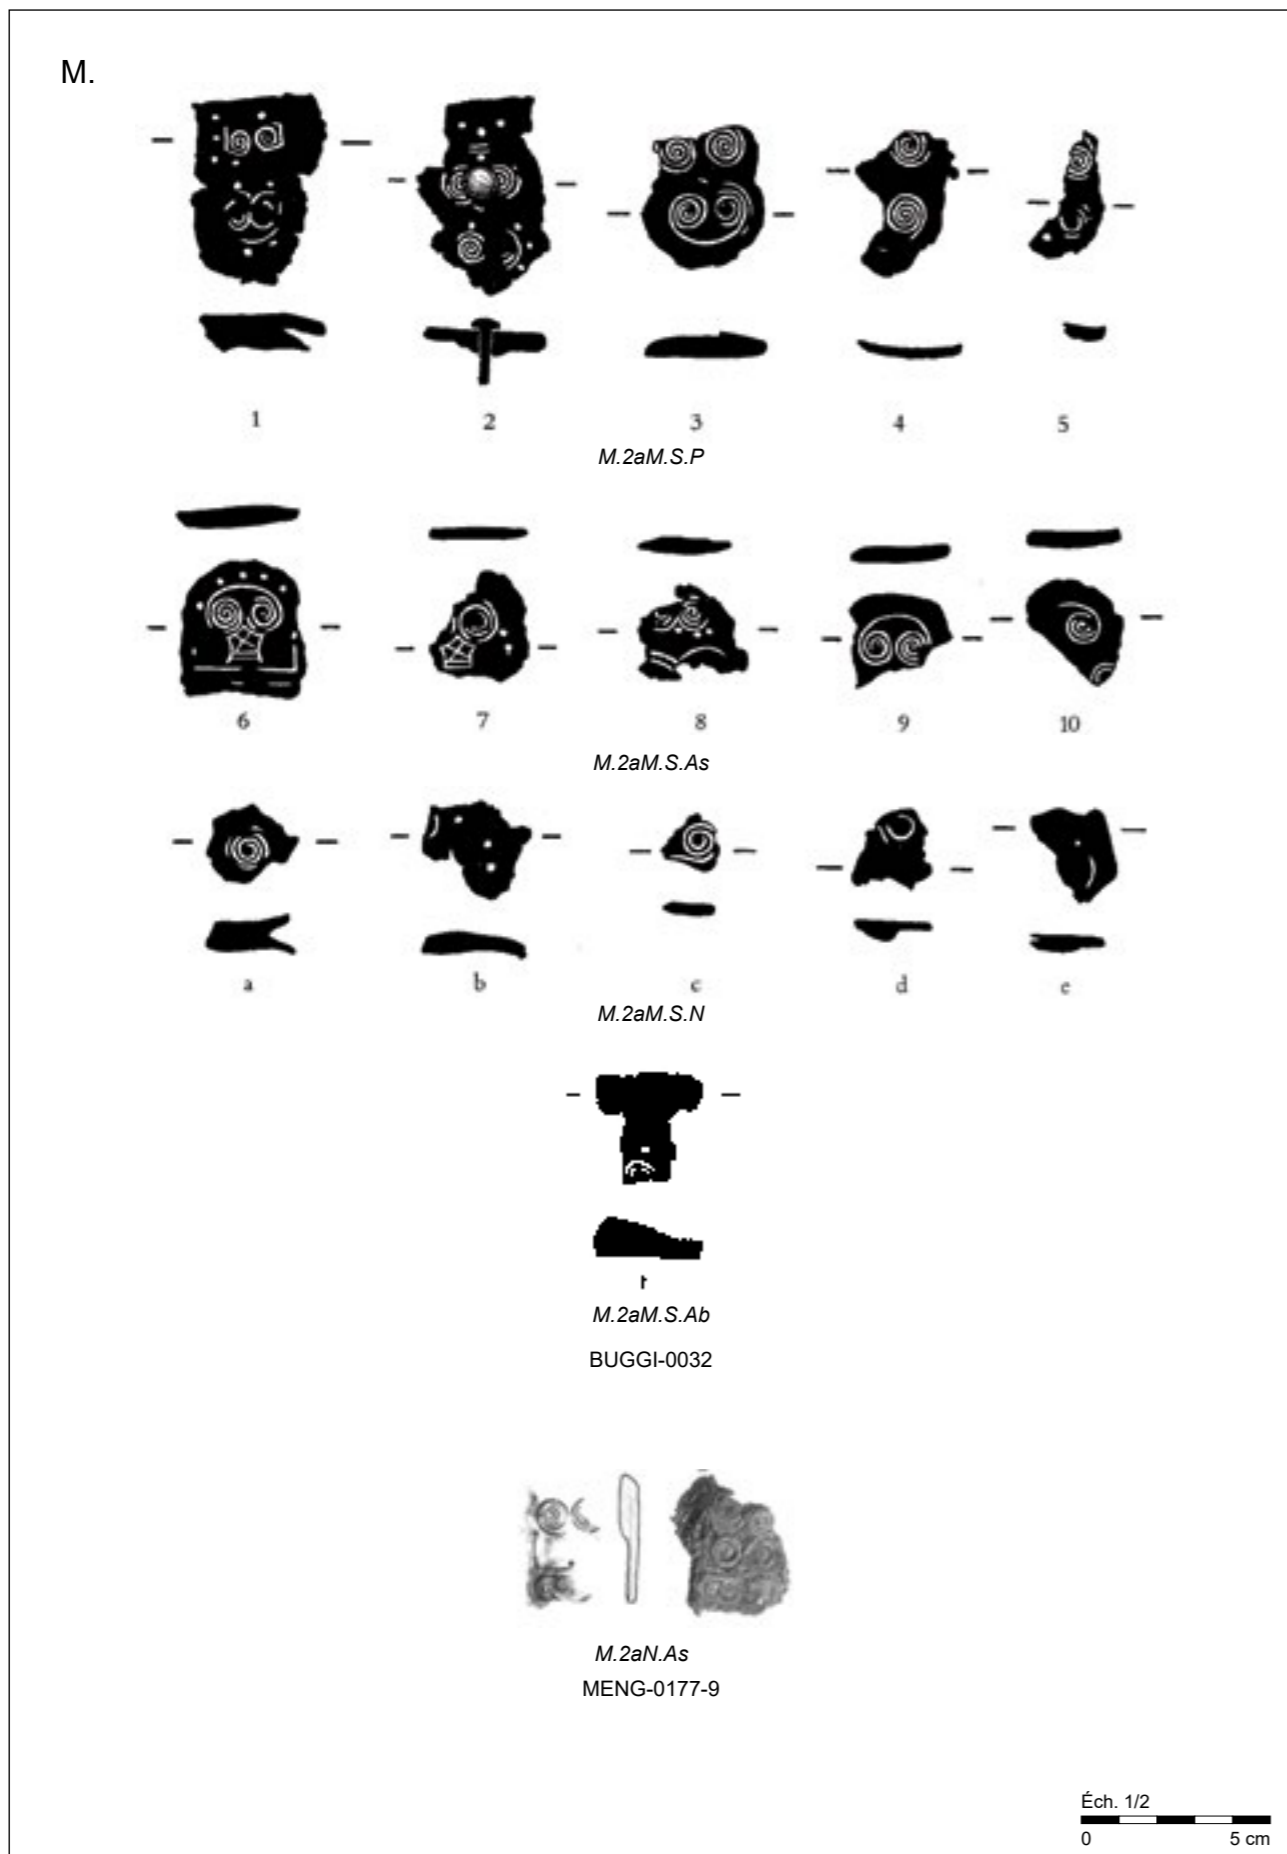 M.
1 2 3 4 5
M.2aM.S.P
6 7 8 9 10
M.2aM.S.As
a b c d e
M.2aM.S.N
1
M.2aM.S.Ab
BUGGI-0032
M.2aN.As
MENG-0177-9
Éch. 1/2
0 5 cm